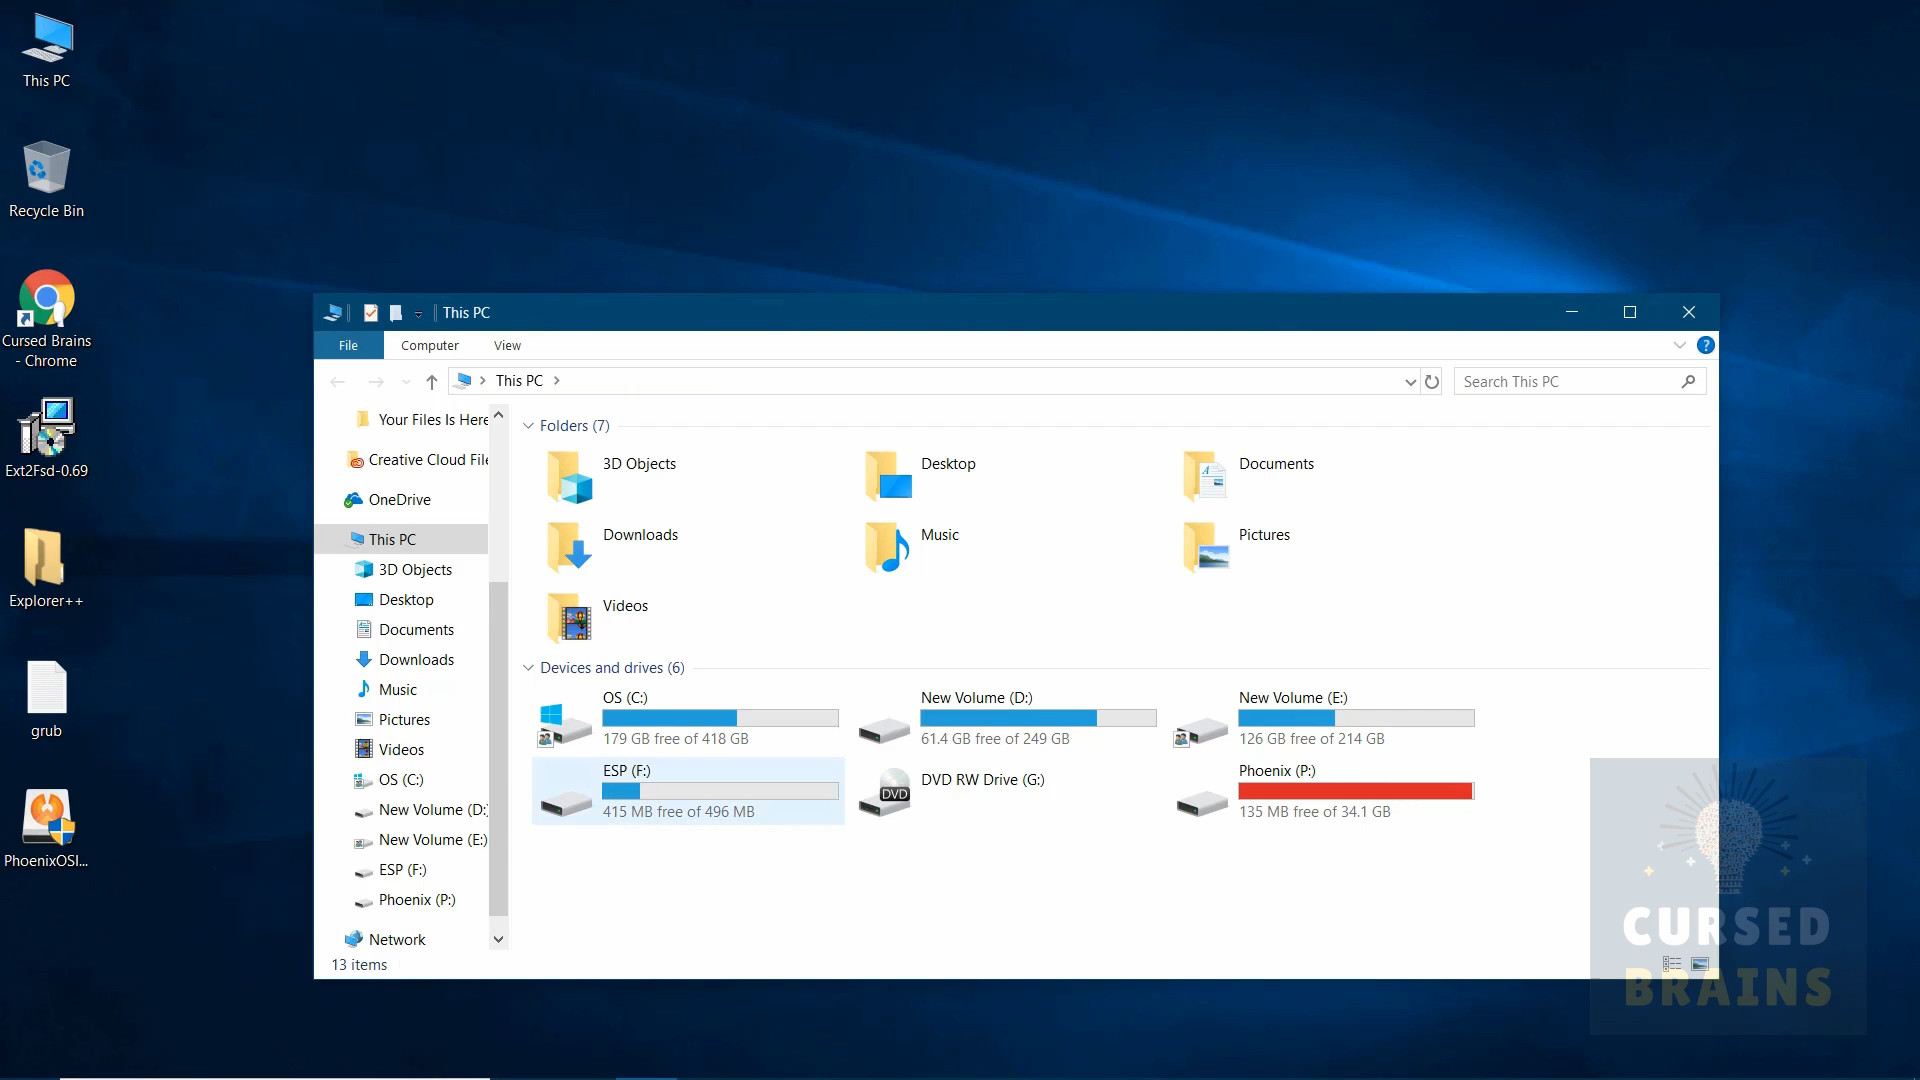 This PC
Recycle Bin
Cursed Brains
- Chrome
Ext2Fsd-0.69
Explorer++
grub
PhoenixOSI...
This PC
File
Computer
View
?
This PC
Search This PC
Your Files Is Here
Creative Cloud File
OneDrive
This PC
3D Objects
Desktop
Documents
Downloads
Music
Pictures
Videos
OS (C:)
New Volume (D:)
New Volume (E:)
ESP (F:)
Phoenix (P:)
Network
Folders (7)
3D Objects
Desktop
Documents
Downloads
Music
Pictures
Videos
Devices and drives (6)
OS (C:)
179 GB free of 418 GB
New Volume (D:)
61.4 GB free of 249 GB
New Volume (E:)
126 GB free of 214 GB
ESP (F:)
415 MB free of 496 MB
DVD
DVD RW Drive (G:)
Phoenix (P:)
135 MB free of 34.1 GB
13 items
CURSED
BRAINS